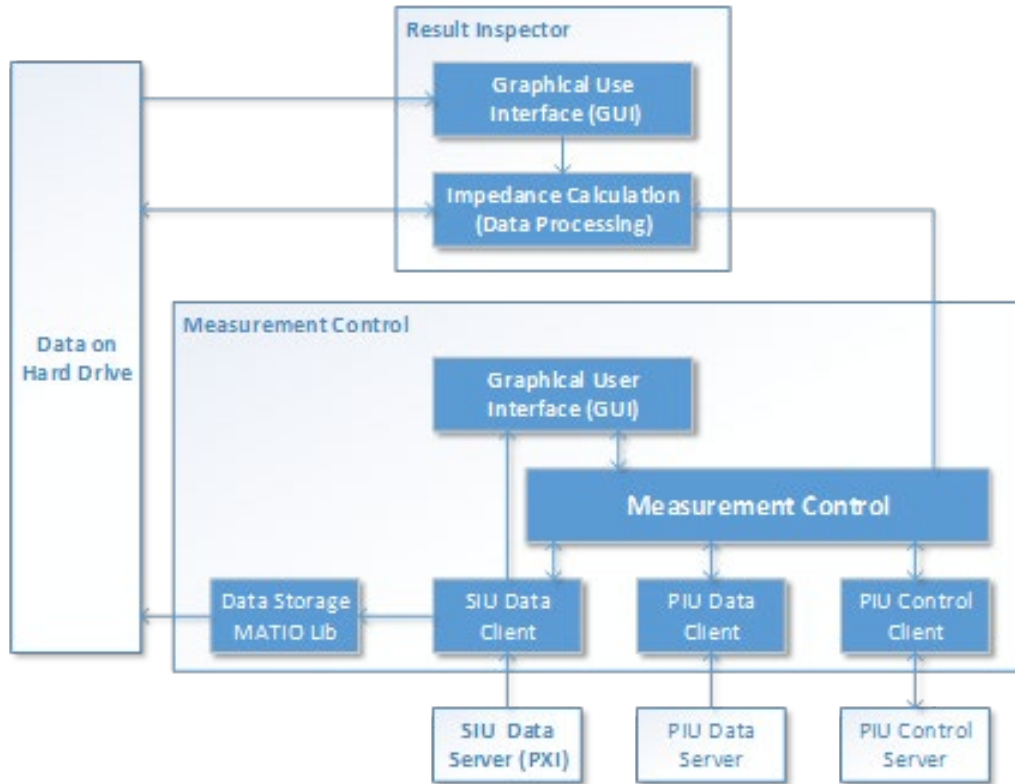 Result Inspector
Graphical Use
Interface (GUI)
Impedance Calculation
(Data Processing)
Data on
Hard Drive
Measurement Control
Graphical User
Interface (GUI)
Measurement Control
Data Storage
MATIO Lib
SIU Data
Client
PIU Data
Client
PIU Control
Client
SIU Data
Server (PXI)
PIU Data
Server
PIU Control
Server